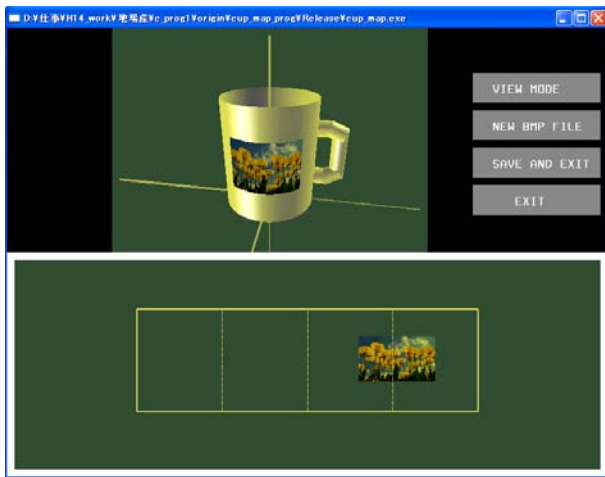 D:¥仕事¥H14_work¥地場産¥c_prog1¥origin¥cup_map_prog¥Release¥cup_map.exe
VIEW MODE
NEW BMP FILE
SAVE AND EXIT
EXIT